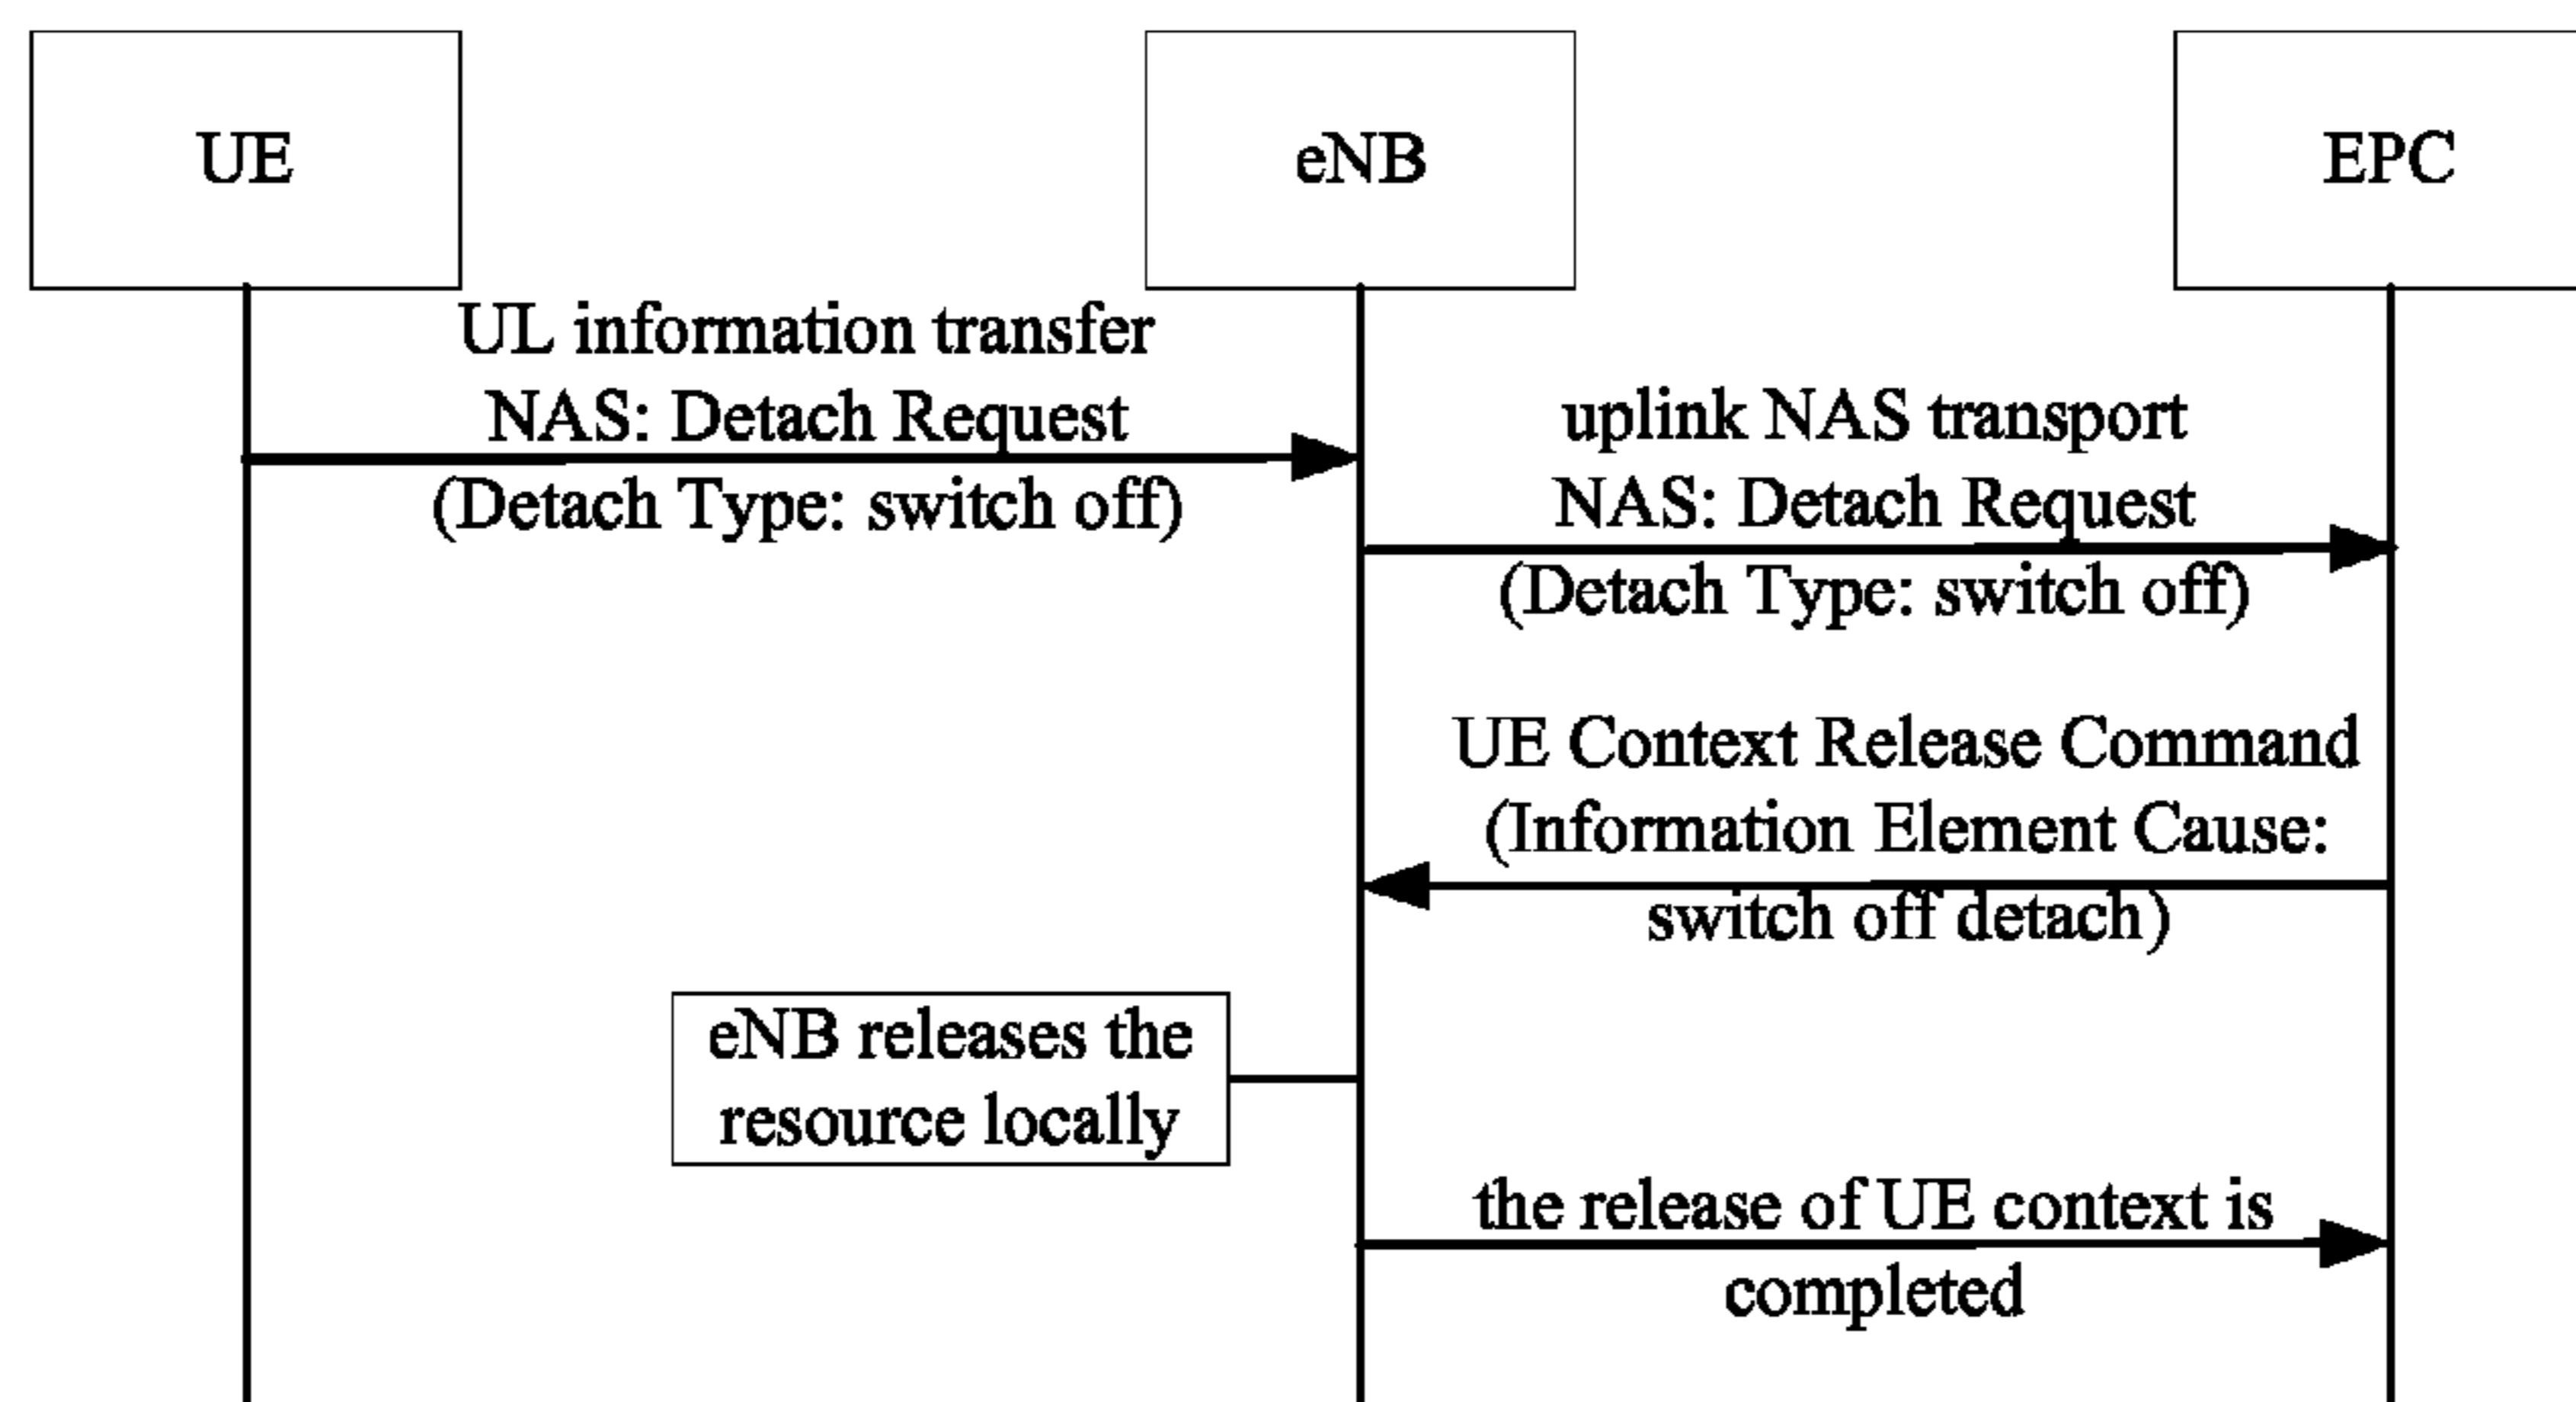 UE
eNB
EPC
UL information transfer
NAS: Detach Request
(Detach Type: switch off)
uplink NAS transport
NAS: Detach Request
(Detach Type: switch off)
UE Context Release Command
(Information Element Cause:
switch off detach)
eNB releases the
resource locally
the release of UE context is
completed